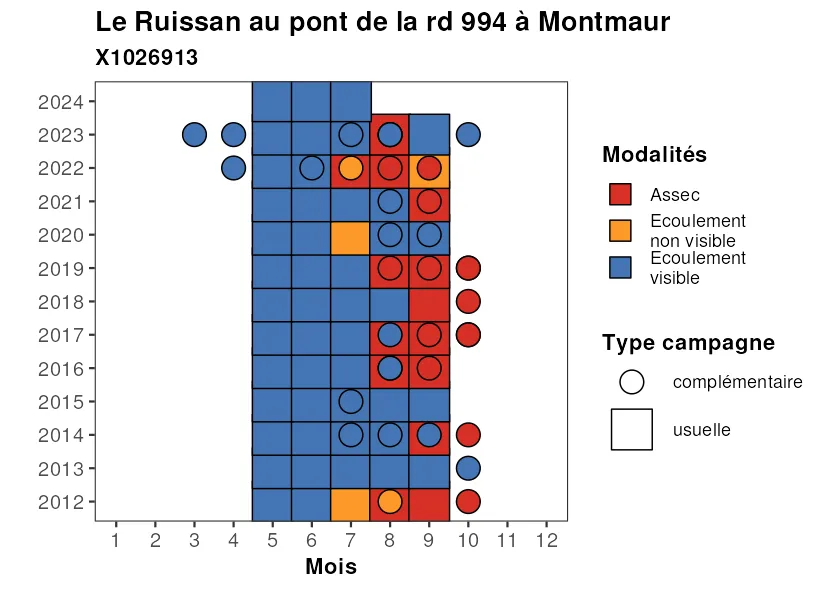 Le Ruissan au pont de la rd 994 à Montmaur
X1026913
2024
2023
2022
2021
2020
2019
2018
2017
2016
2015
2014
2013
2012
1 2 3 4 5 6 7 8 9 10 11 12
Mois
Modalités
Assec
Ecoulement
non visible
Ecoulement
visible
Type campagne
complémentaire
usuelle